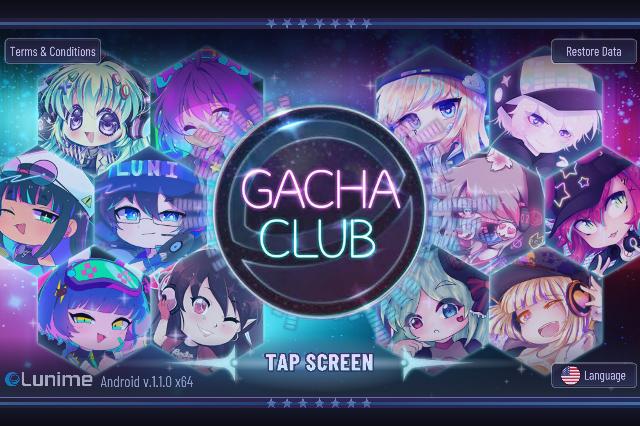 Terms & Conditions
Restore Data
LUNI
GACHA
CLUB
TAP SCREEN
Lunime Android v.1.1.0 x64
Language